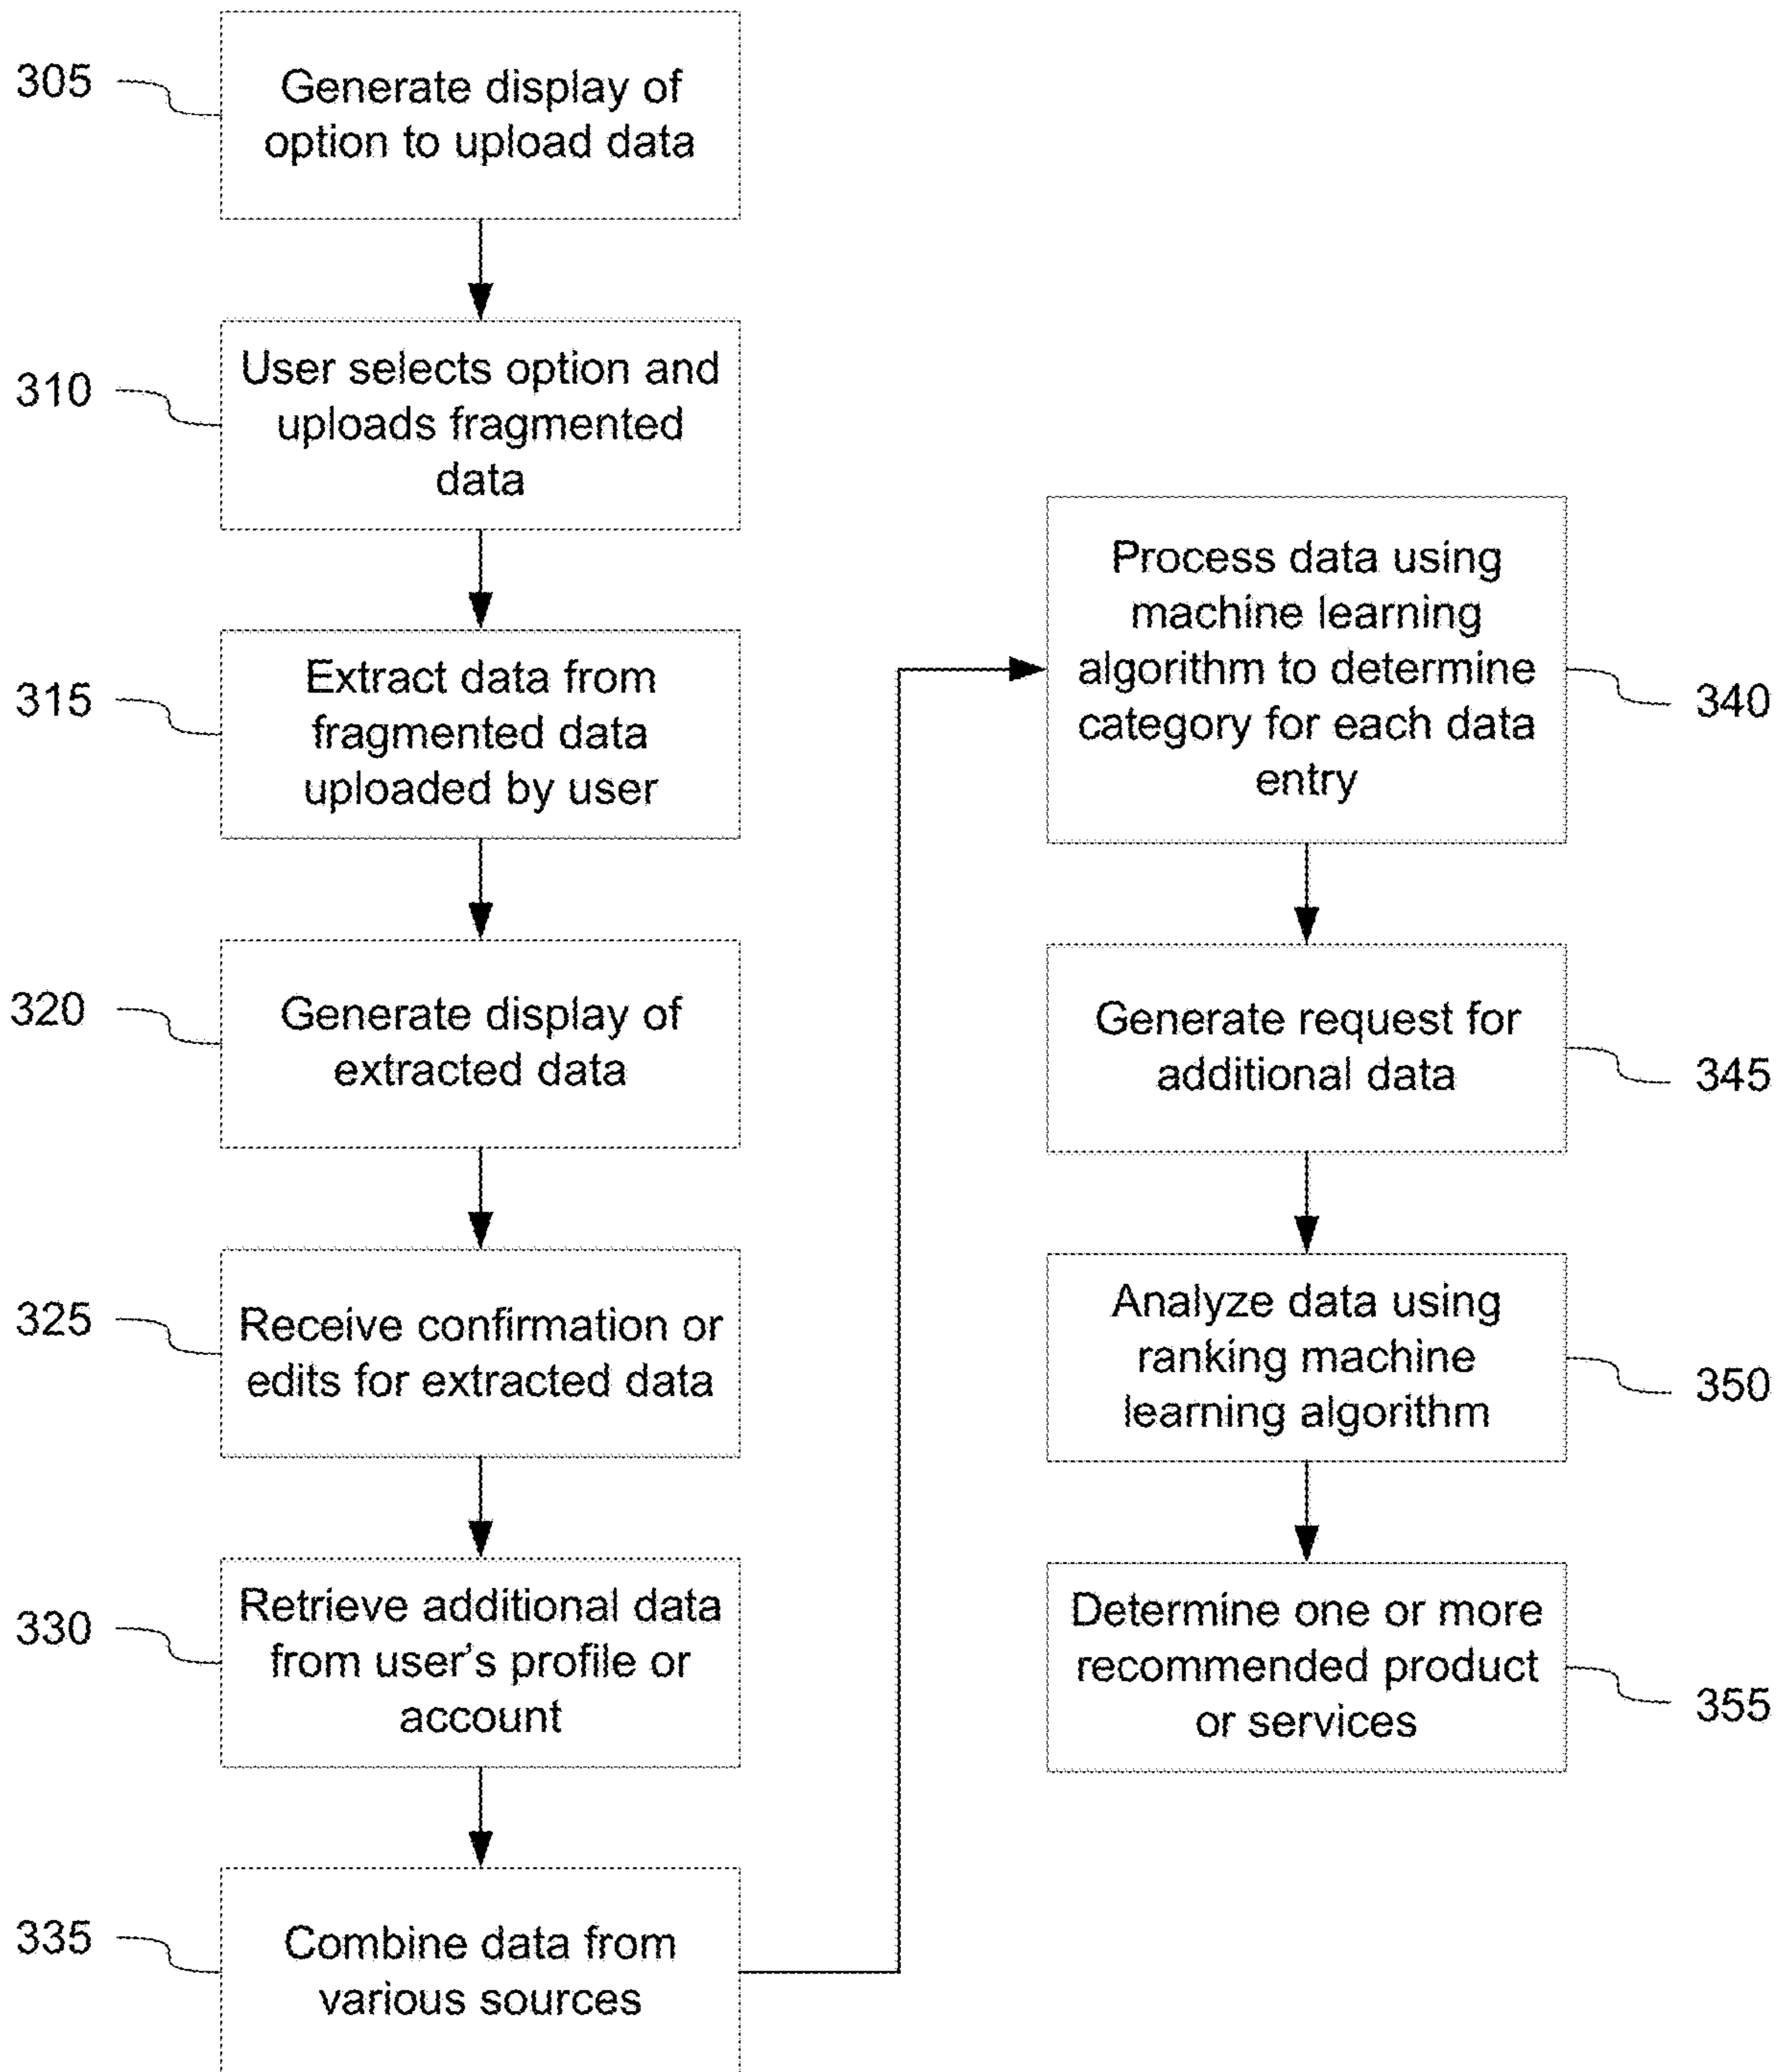 305
Generate display of
option to upload data
310
User selects option and
uploads fragmented
data
315
Extract data from
fragmented data
uploaded by user
320
Generate display of
extracted data
325
Receive confirmation or
edits for extracted data
330
Retrieve additional data
from user's profile or
account
335
Combine data from
various sources
Process data using
machine learning
algorithm to determine
category for each data
entry
340
Generate request for
additional data
345
Analyze data using
ranking machine
learning algorithm
350
Determine one or more
recommended product
or services
355